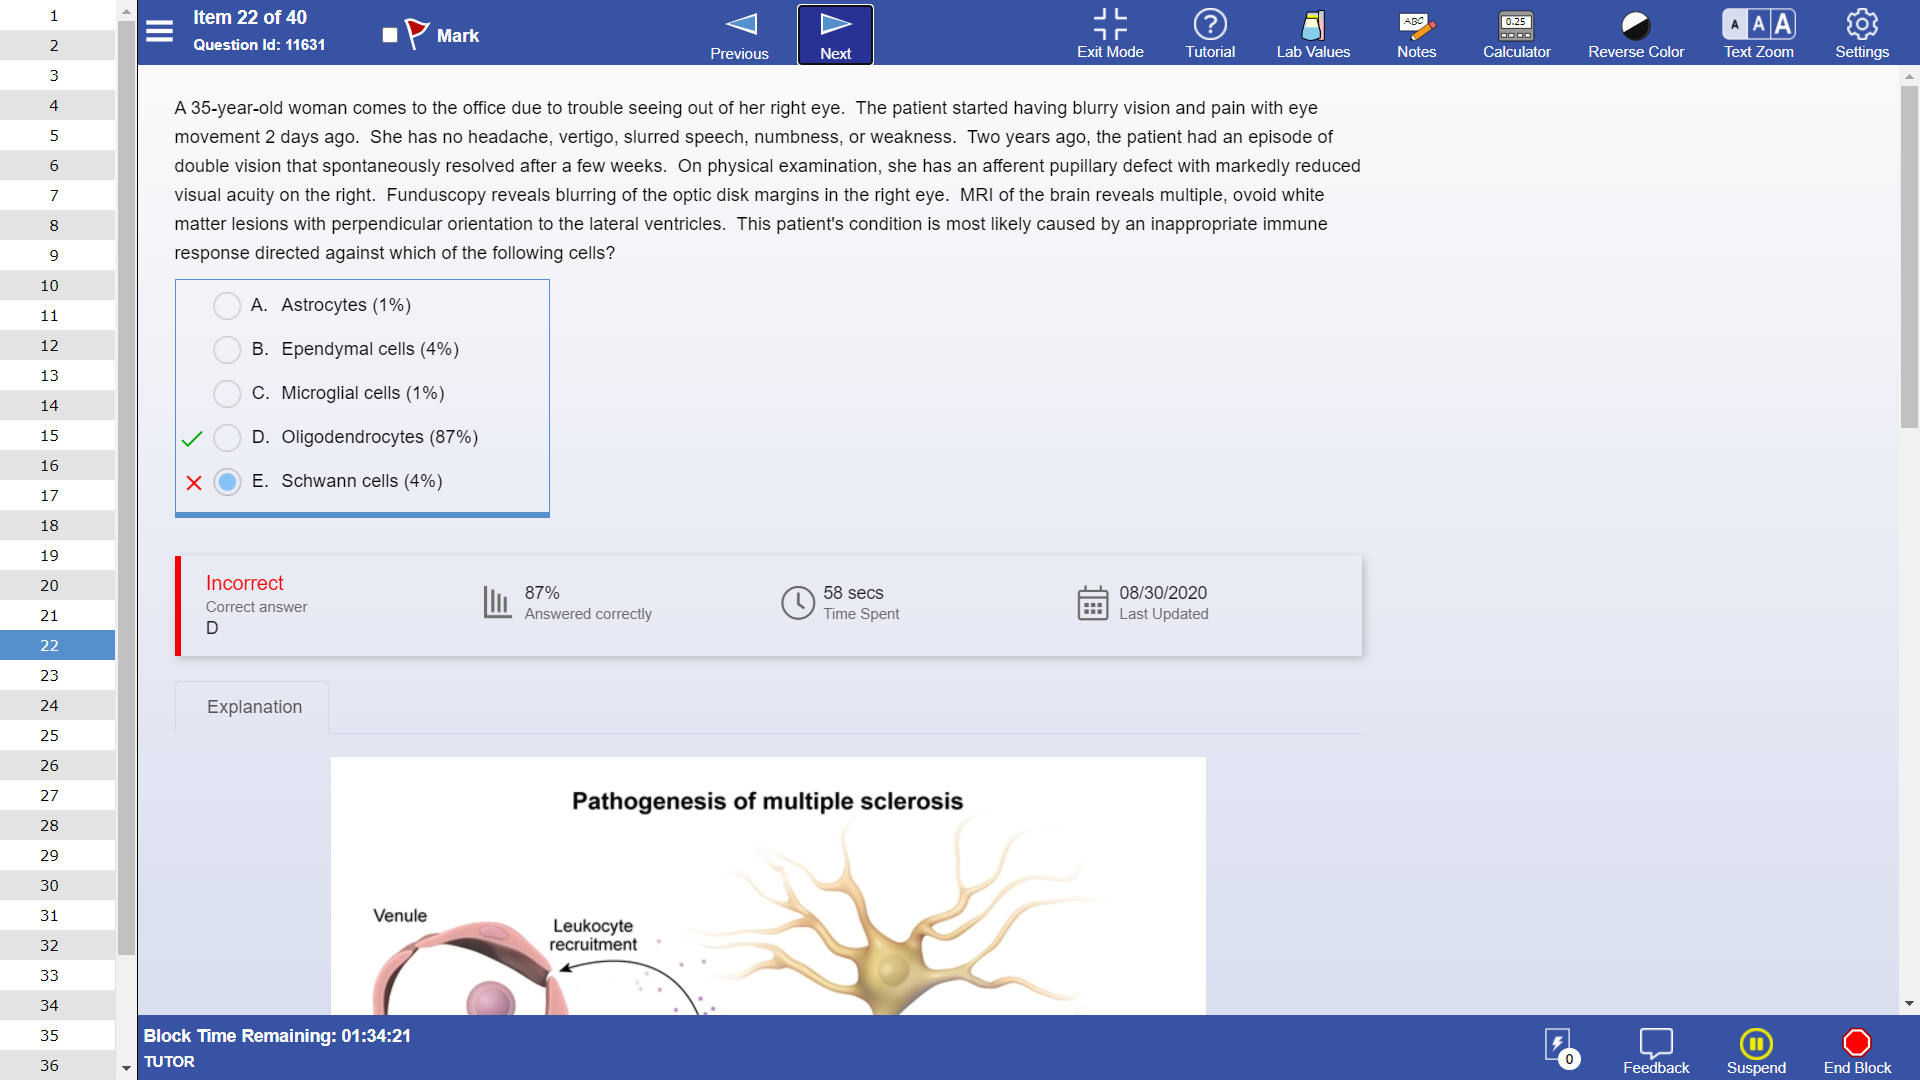 1
2
3
4
5
6
7
8
9
10
11
12
13
14
15
16
17
18
19
20
21
22
23
24
25
26
27
28
29
30
31
32
33
34
35
36
Item 22 of 40
Question Id: 11631
Mark
Previous
Next
Exit Mode
Tutorial
Lab Values
ABC
Notes
0.25
Calculator
Reverse Color
A A A
Text Zoom
Settings
A 35-year-old woman comes to the office due to trouble seeing out of her right eye. The patient started having blurry vision and pain with eye
movement 2 days ago. She has no headache, vertigo, slurred speech, numbness, or weakness. Two years ago, the patient had an episode of
double vision that spontaneously resolved after a few weeks. On physical examination, she has an afferent pupillary defect with markedly reduced
visual acuity on the right. Funduscopy reveals blurring of the optic disk margins in the right eye. MRI of the brain reveals multiple, ovoid white
matter lesions with perpendicular orientation to the lateral ventricles. This patient's condition is most likely caused by an inappropriate immune
response directed against which of the following cells?
A. Astrocytes (1%)
B. Ependymal cells (4%)
C. Microglial cells (1%)
D. Oligodendrocytes (87%)
E. Schwann cells (4%)
Incorrect
Correct answer
D
87%
Answered correctly
58 secs
Time Spent
08/30/2020
Last Updated
Explanation
Pathogenesis of multiple sclerosis
Venule
Leukocyte
recruitment
Block Time Remaining: 01:34:21
TUTOR
0
Feedback
Suspend
End Block